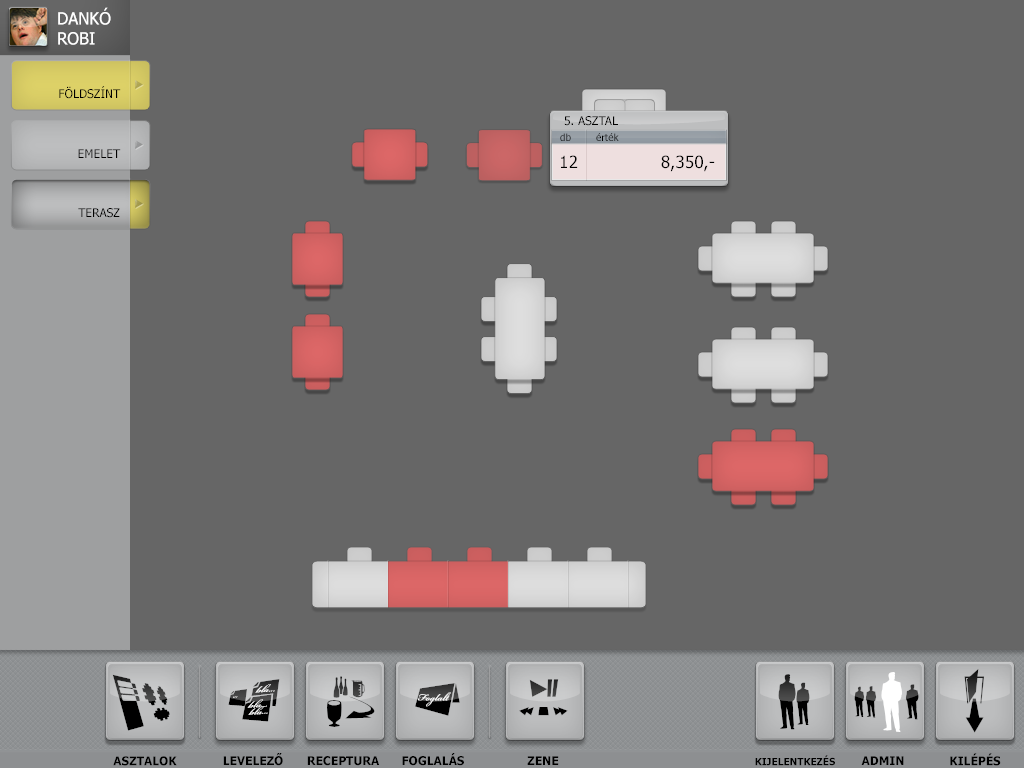 DANKÓ
ROBI
FÖLDSZÍNT
EMELET
TERASZ
5. ASZTAL
db érték
12 8,350,-
bla...
bla...
bla...
Foglalt
ASZTALOK LEVELEZŐ RECEPTURA FOGLALÁS ZENE KIJELENTKEZÉS ADMIN KILÉPÉS